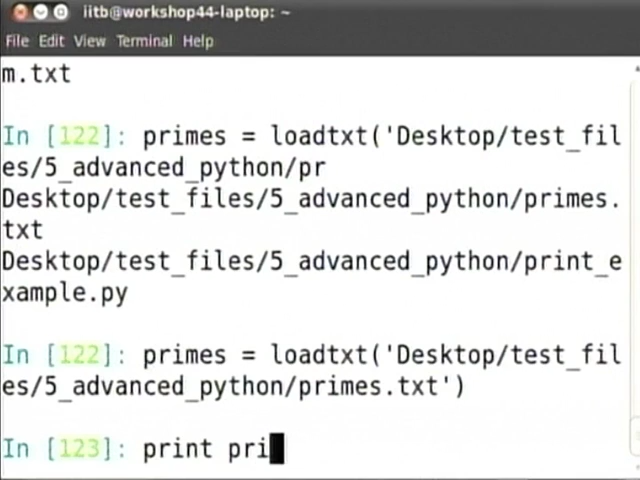 iitb@workshop44-laptop: ~
File Edit View Terminal Help
m.txt
In [122]: primes = loadtxt('Desktop/test_fil
es/5_advanced_python/pr
Desktop/test_files/5_advanced_python/primes.
txt
Desktop/test_files/5_advanced_python/print_e
xample.py
In [122]: primes = loadtxt('Desktop/test_fil
es/5_advanced_python/primes.txt')
In [123]: print pri